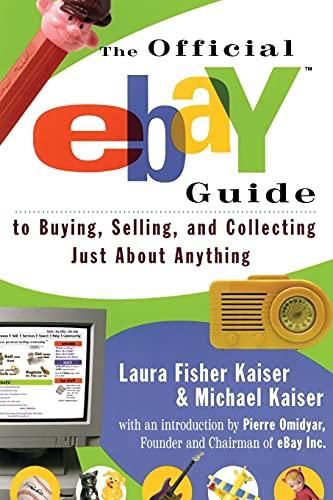 The Official
ebaY™
Guide
to Buying, Selling, and Collecting
Just About Anything
Laura Fisher Kaiser
& Michael Kaiser
with an introduction by Pierre Omidyar,
Founder and Chairman of eBay Inc.